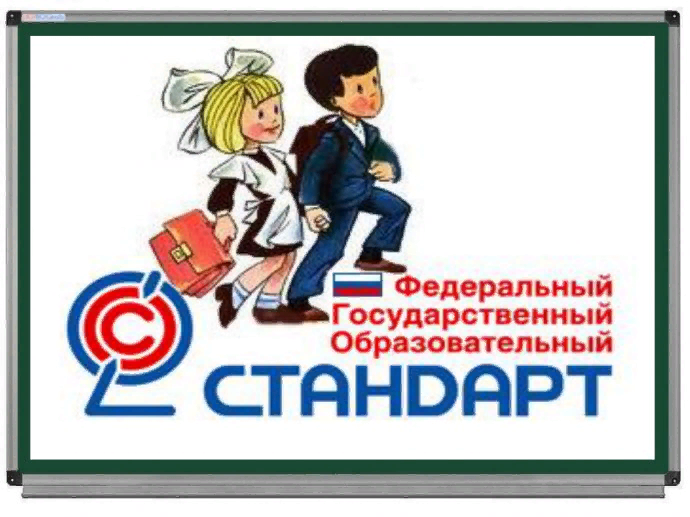 Федеральный
Государственный
Образовательный
СТАНДАРТ